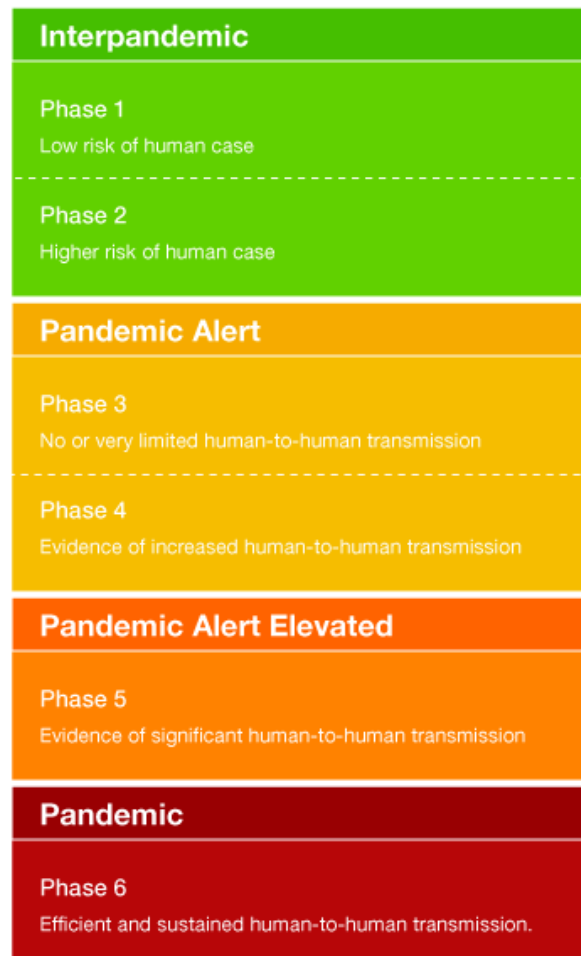 Interpandemic
Phase 1
Low risk of human case
Phase 2
Higher risk of human case
Pandemic Alert
Phase 3
No or very limited human-to-human transmission
Phase 4
Evidence of increased human-to-human transmission
Pandemic Alert Elevated
Phase 5
Evidence of significant human-to-human transmission
Pandemic
Phase 6
Efficient and sustained human-to-human transmission.